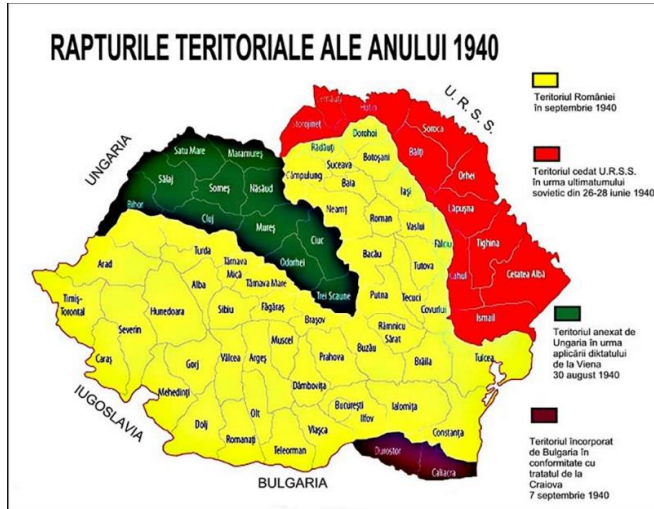 RAPTURILE TERITORIALE ALE ANULUI 1940
Teritoriul României
în septembrie 1940
Teritoriul cedat U.R.S.S.
în urma ultimatumului
sovietic din 26-28 iunie 1940
Teritoriul anexat de
Ungaria în urma
aplicării diktatului
de la Viena
30 august 1940
Teritoriul încorporat
de Bulgaria în
conformitate cu
tratatul de la
Craiova
7 septembrie 1940
U.R.S.S.
UNGARIA
IUGOSLAVIA
BULGARIA
Hotin
Storojineț
Soroca
Bălți
Orhei
Lăpușna
Tighina
Cahul
Cetatea Albă
Ismail
Satu Mare
Maramureș
Sălaj
Someș
Năsăud
Bihor
Cluj
Mureș
Ciuc
Odorhei
Trei Scaune
Rădăuți
Dorohoi
Suceava
Botoșani
Câmpulung
Baia
Iași
Neamț
Roman
Vaslui
Fălciu
Bacău
Tutova
Putna
Tecuci
Covurlui
Arad
Turda
Târnava
Mică
Târnava Mare
Alba
Timiș-
Torontal
Hunedoara
Sibiu
Făgăraș
Brașov
Severin
Râmnicu
Sărat
Muscel
Buzău
Caraș
Gorj
Vâlcea
Argeș
Prahova
Brăila
Tulcea
Mehedinți
Dâmbovița
București
Ialomița
Ilfov
Dolj
Olt
Romanați
Vlașca
Teleorman
Constanța
Durostor
Caliacra